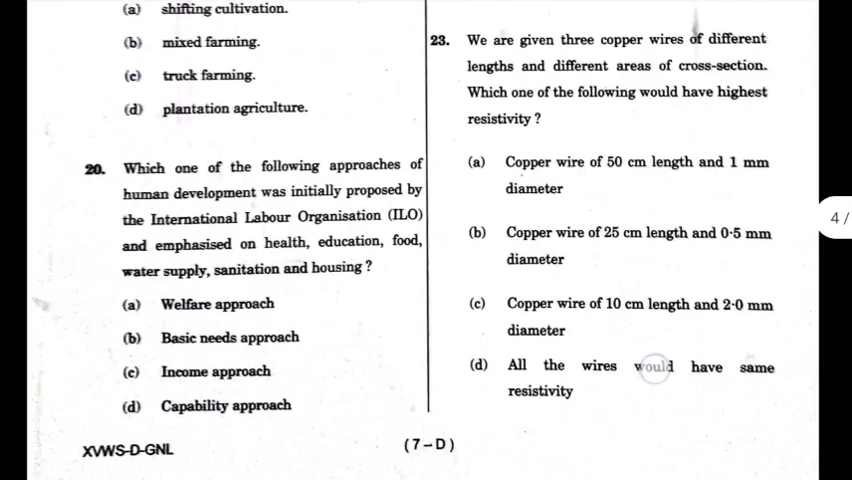 (a) shifting cultivation.
(b) mixed farming.
(c) truck farming.
(d) plantation agriculture.
20. Which one of the following approaches of
human development was initially proposed by
the International Labour Organisation (ILO)
and emphasised on health, education, food,
water supply, sanitation and housing ?
(a) Welfare approach
(b) Basic needs approach
(c) Income approach
(d) Capability approach
23. We are given three copper wires of different
lengths and different areas of cross-section.
Which one of the following would have highest
resistivity ?
(a) Copper wire of 50 cm length and 1 mm
diameter
(b) Copper wire of 25 cm length and 0·5 mm
diameter
(c) Copper wire of 10 cm length and 2·0 mm
diameter
(d) All the wires would have same
resistivity
4 /
XVWS-D-GNL
( 7 – D )